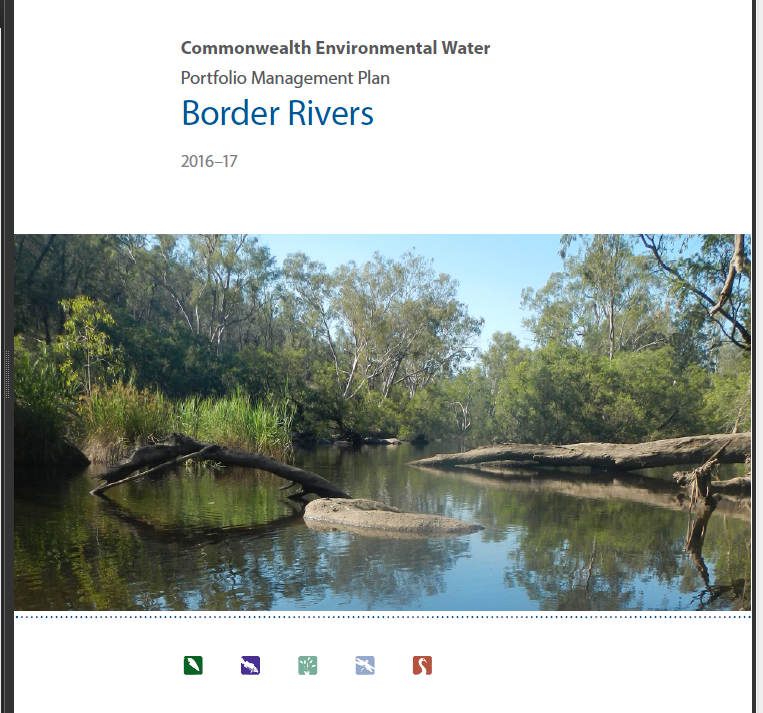 Commonwealth Environmental Water
Portfolio Management Plan
Border Rivers
2016–17